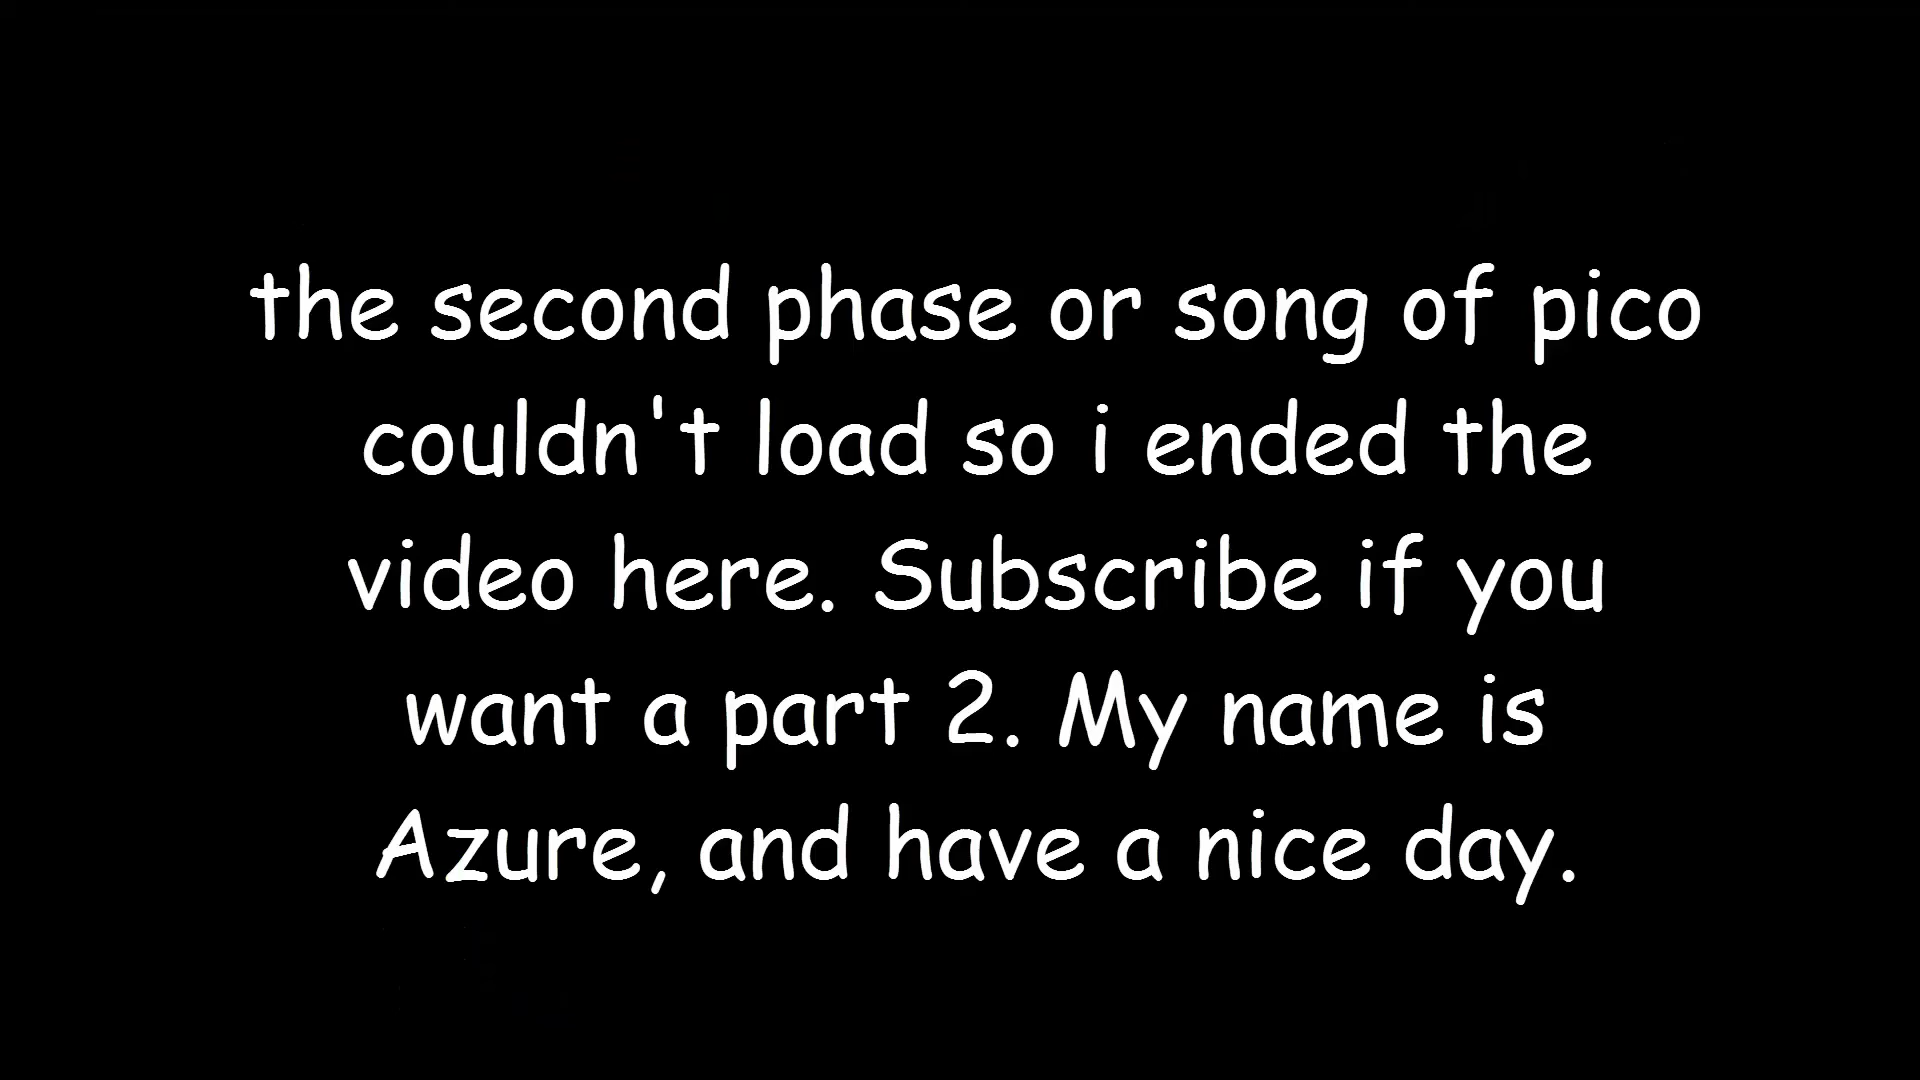 the second phase or song of pico
couldn't load so i ended the
video here. Subscribe if you
want a part 2. My name is
Azure, and have a nice day.